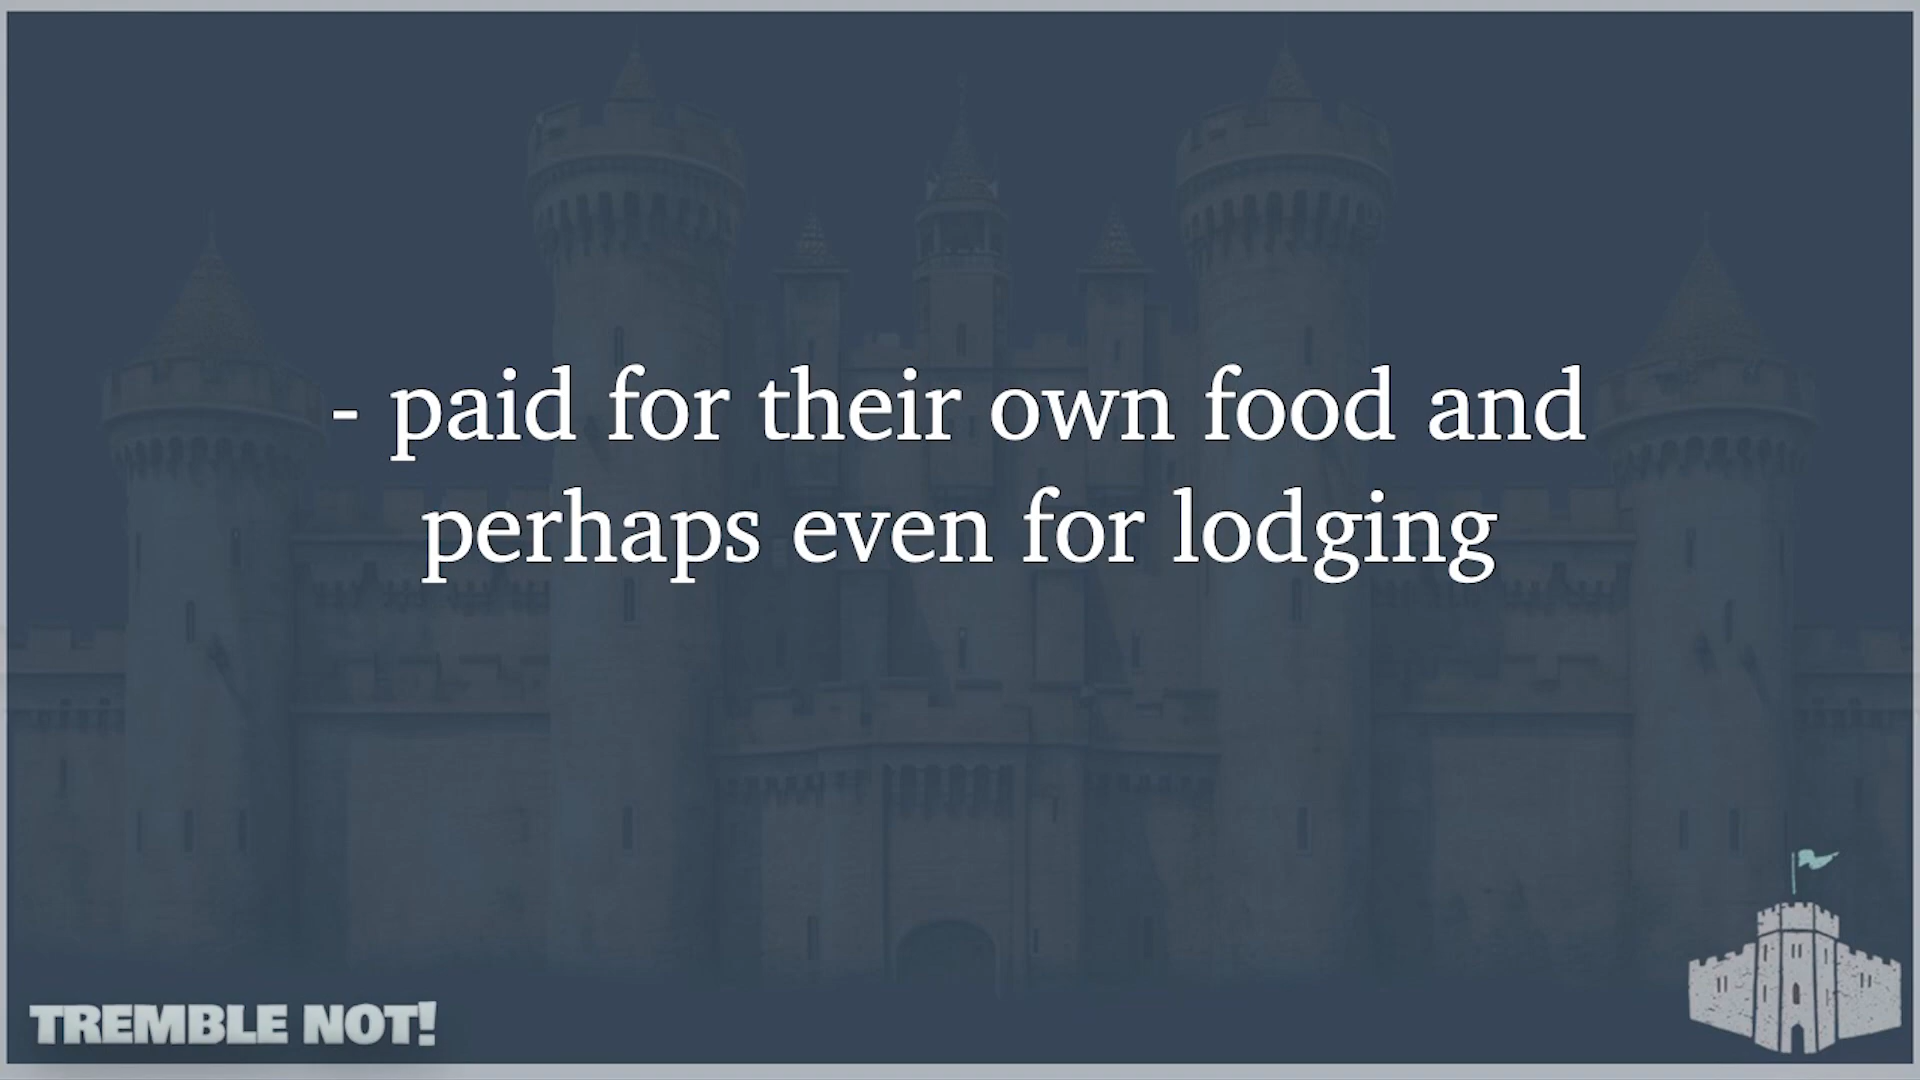 - paid for their own food and
perhaps even for lodging
TREMBLE NOT!